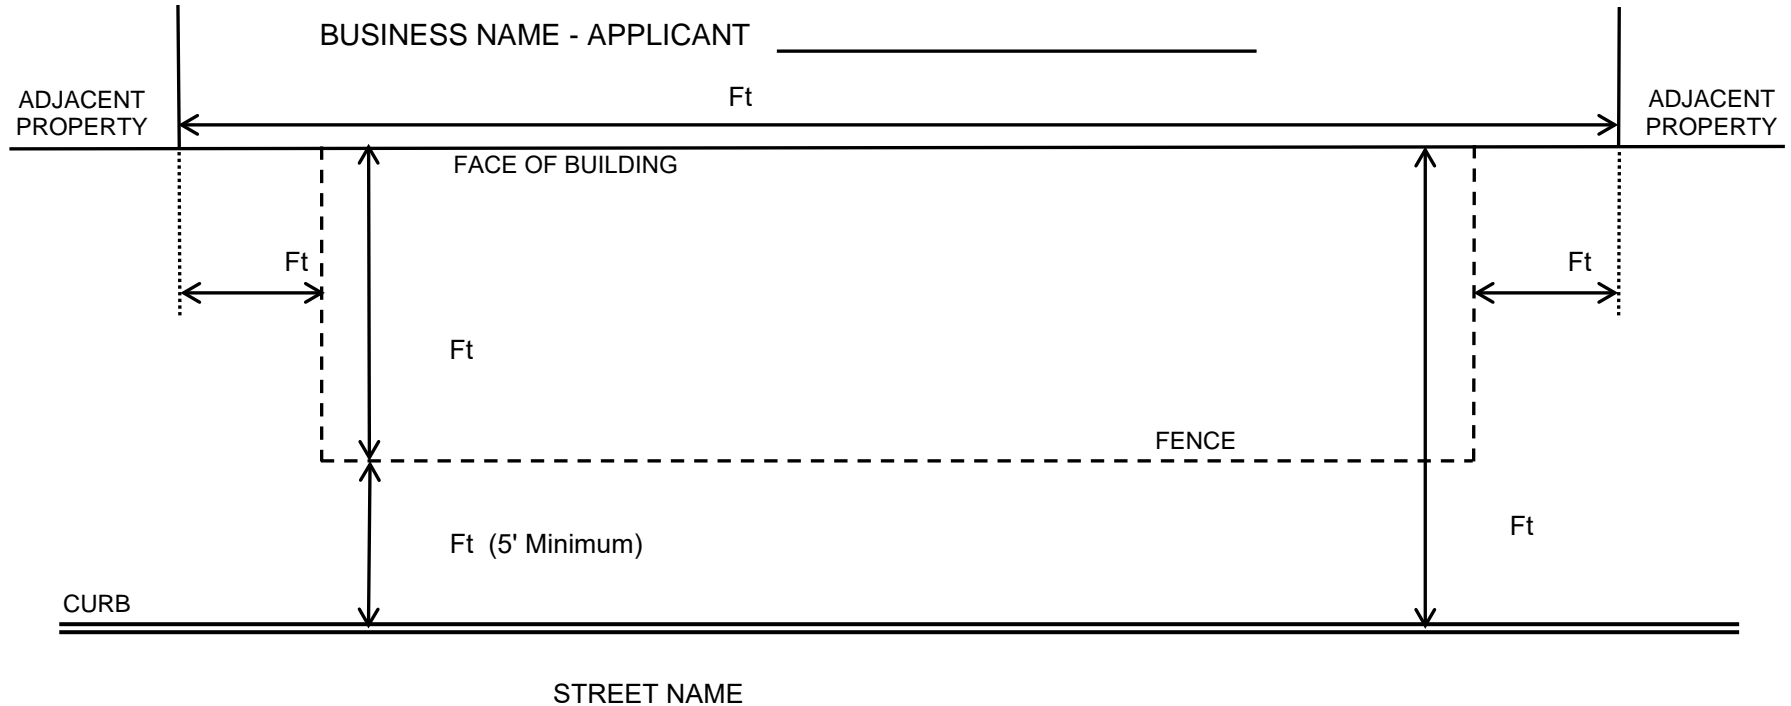 BUSINESS NAME - APPLICANT
Ft
ADJACENT
PROPERTY
ADJACENT
PROPERTY
FACE OF BUILDING
Ft
Ft
Ft
FENCE
Ft
Ft (5' Minimum)
CURB
STREET NAME